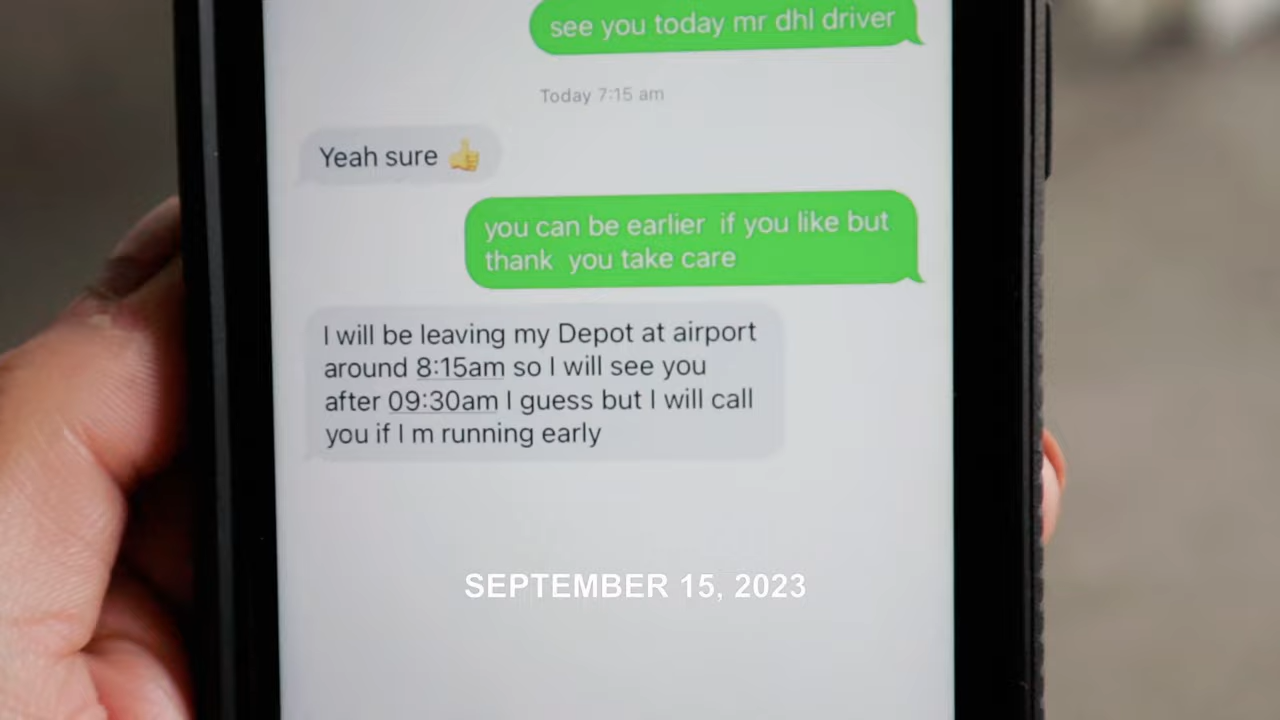 see you today mr dhl driver
Today 7:15 am
Yeah sure 👍
you can be earlier if you like but
thank you take care
I will be leaving my Depot at airport
around 8:15am so I will see you
after 09:30am I guess but I will call
you if I m running early
SEPTEMBER 15, 2023